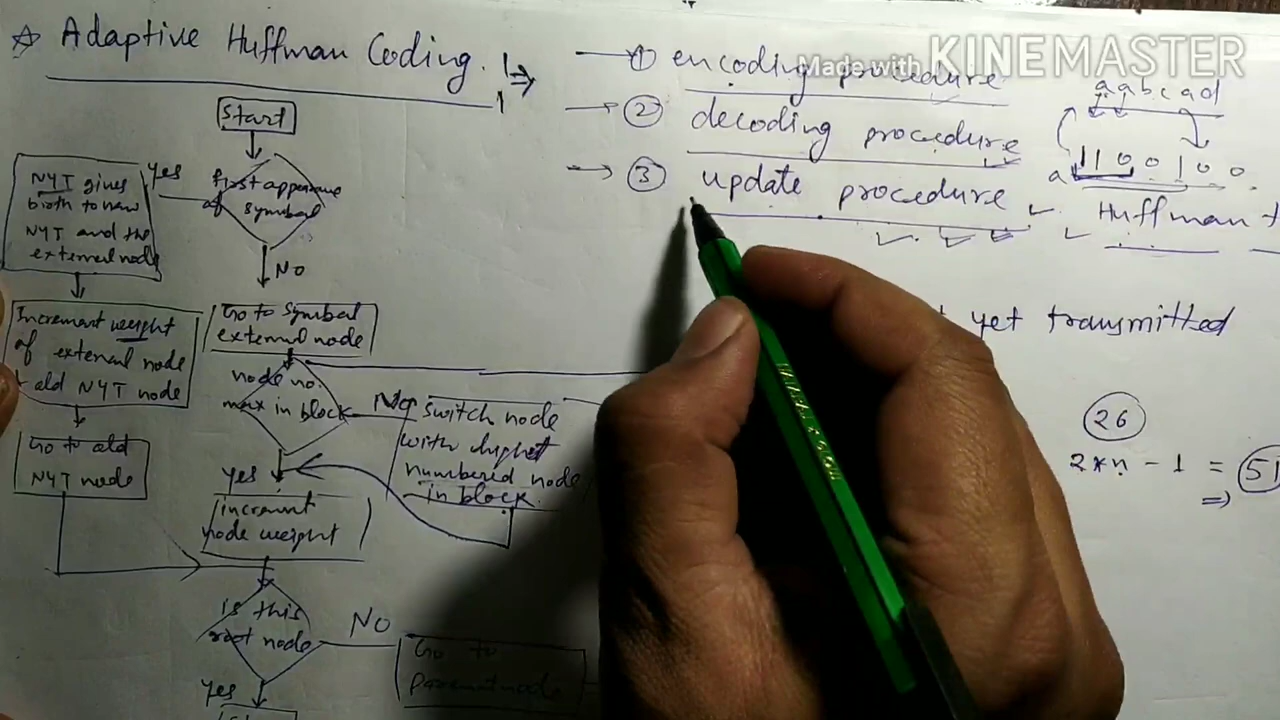 ☆ Adaptive Huffman Coding. ! ⇒
→ ① encoding procedure
→ ② decoding procedure
→ ③ update procedure
Made with KINEMASTER
aabcad
1100100.
a
Huffman t
t yet transmitted
26
2*n - 1 = 51
⇒
Start
first appearance
of symbol
Yes
NYT gives
birth to new
NYT and the
external node
No
Increment weight
of external node
+ old NYT node
Go to old
NYT node
Go to Symbol
external node
node no.
max in block
No
Switch node
with highest
numbered node
in block.
yes
increment
node weight
is this
root node
NO
Go to
Parent node
yes